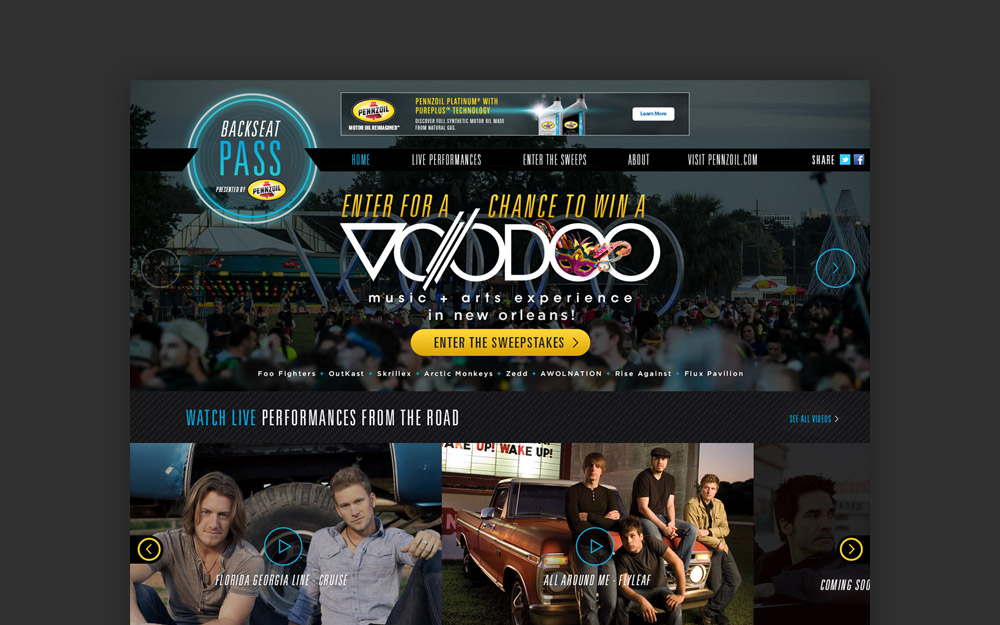 BACKSEAT
PASS
PRESENTED BY PENNZOIL
PENNZOIL
MOTOR OIL REIMAGINED™
PENNZOIL PLATINUM® WITH
PUREPLUS™ TECHNOLOGY
DISCOVER FULL SYNTHETIC MOTOR OIL MADE
FROM NATURAL GAS.
Learn More
HOME LIVE PERFORMANCES ENTER THE SWEEPS ABOUT VISIT PENNZOIL.COM SHARE
ENTER FOR A CHANCE TO WIN A
VOODOO
music + arts experience
in new orleans!
ENTER THE SWEEPSTAKES >
Foo Fighters + OutKast + Skrillex + Arctic Monkeys + Zedd + AWOLNATION + Rise Against + Flux Pavilion
WATCH LIVE PERFORMANCES FROM THE ROAD
SEE ALL VIDEOS >
AKE UP! WAKE UP!
FLORIDA GEORGIA LINE - CRUISE
ALL AROUND ME - FLYLEAF
COMING SOO